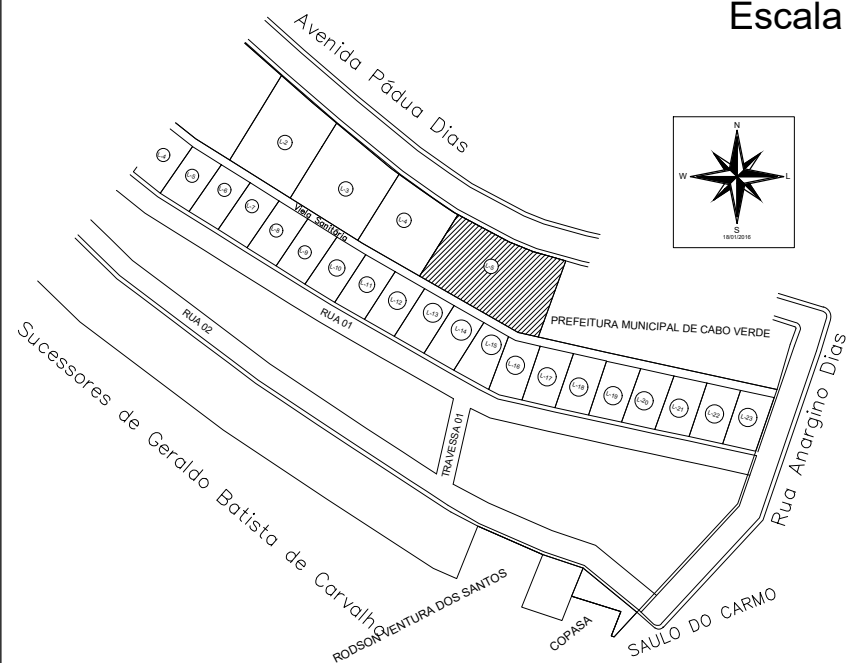 Escala
Avenida Pádua Dias
N
W
L
S
18/01/2016
L-2
L-3
L-4
L-5
L-4
L-5
L-6
L-7
L-8
L-9
L-10
L-11
L-12
L-13
L-14
L-15
L-16
L-17
L-18
L-19
L-20
L-21
L-22
L-23
Viela Sanitária
PREFEITURA MUNICIPAL DE CABO VERDE
RUA 01
RUA 02
TRAVESSA 01
Rua Anargino Dias
Sucessores de Geraldo Batista de Carvalho
RODSON VENTURA DOS SANTOS
COPASA
SAULO DO CARMO